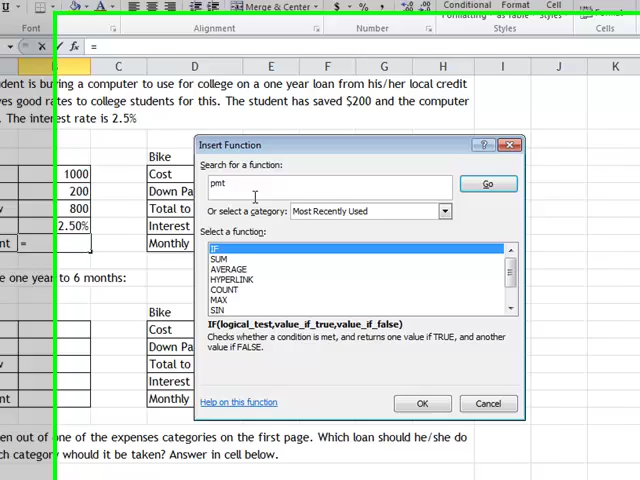 U A Merge & Center $ % , .0 .00
Formatting as Table Styles
Font Alignment Number Styles Cells
fx =
C D E F G H I J K
udent is buring a computer to use for college on a one year loan from his/her local credit
ves good rates to college students for this. The student has saved $200 and the computer
. The interest rate is 2.5%
Bike
1000 Cost
200 Down Pa
w 800 Total to
2.50% Interest
nt = Monthly
Insert Function
Search for a function:
pmt
Go
Or select a category: Most Recently Used
Select a function:
IF
SUM
AVERAGE
HYPERLINK
COUNT
MAX
SIN
IF(logical_test,value_if_true,value_if_false)
Checks whether a condition is met, and returns one value if TRUE, and another
value if FALSE.
Help on this function
OK Cancel
e one year to 6 months:
Bike
Cost
Down Pa
w Total to
Interest
nt Monthly
en out of one of the expenses categories on the first page. Which loan should he/she do
ch category whould it be taken? Answer in cell below.